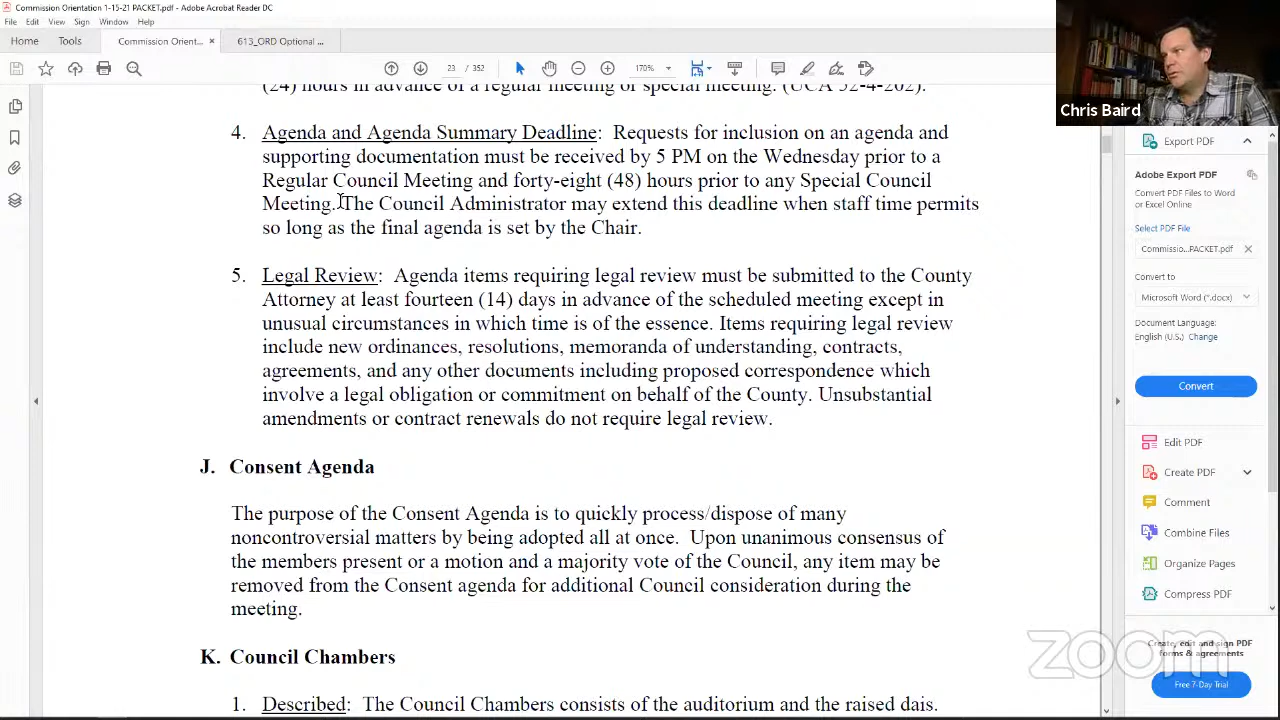 Commission Orientation 1-15-21 PACKET.pdf - Adobe Acrobat Reader DC
File Edit View Sign Window Help
Home Tools Commission Orient... × 613_ORD Optional ...
23 / 353 170%
Chris Baird
(24) hours in advance of a regular meeting or special meeting. (UCA 52-4-202).
4. Agenda and Agenda Summary Deadline: Requests for inclusion on an agenda and
supporting documentation must be received by 5 PM on the Wednesday prior to a
Regular Council Meeting and forty-eight (48) hours prior to any Special Council
Meeting. The Council Administrator may extend this deadline when staff time permits
so long as the final agenda is set by the Chair.
5. Legal Review: Agenda items requiring legal review must be submitted to the County
Attorney at least fourteen (14) days in advance of the scheduled meeting except in
unusual circumstances in which time is of the essence. Items requiring legal review
include new ordinances, resolutions, memoranda of understanding, contracts,
agreements, and any other documents including proposed correspondence which
involve a legal obligation or commitment on behalf of the County. Unsubstantial
amendments or contract renewals do not require legal review.
J. Consent Agenda
The purpose of the Consent Agenda is to quickly process/dispose of many
noncontroversial matters by being adopted all at once. Upon unanimous consensus of
the members present or a motion and a majority vote of the Council, any item may be
removed from the Consent agenda for additional Council consideration during the
meeting.
K. Council Chambers
1. Described: The Council Chambers consists of the auditorium and the raised dais.
Export PDF
Adobe Export PDF
Convert PDF Files to Word
or Excel Online
Select PDF File
Commissio...PACKET.pdf ×
Convert to
Microsoft Word (*.docx)
Document Language:
English (U.S.) Change
Convert
Edit PDF
Create PDF
Comment
Combine Files
Organize Pages
Compress PDF
Create, edit and sign PDF
forms & agreements
Free 7-Day Trial
zoom